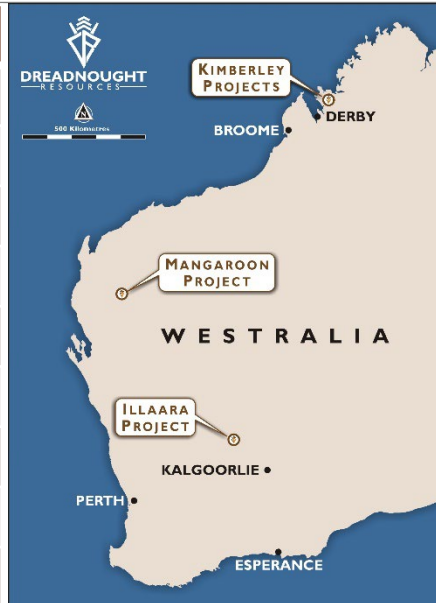 DREADNOUGHT
RESOURCES
500 Kilometres
KIMBERLEY
PROJECTS
DERBY
BROOME
MANGAROON
PROJECT
WESTRALIA
ILLAARA
PROJECT
KALGOORLIE
PERTH
ESPERANCE